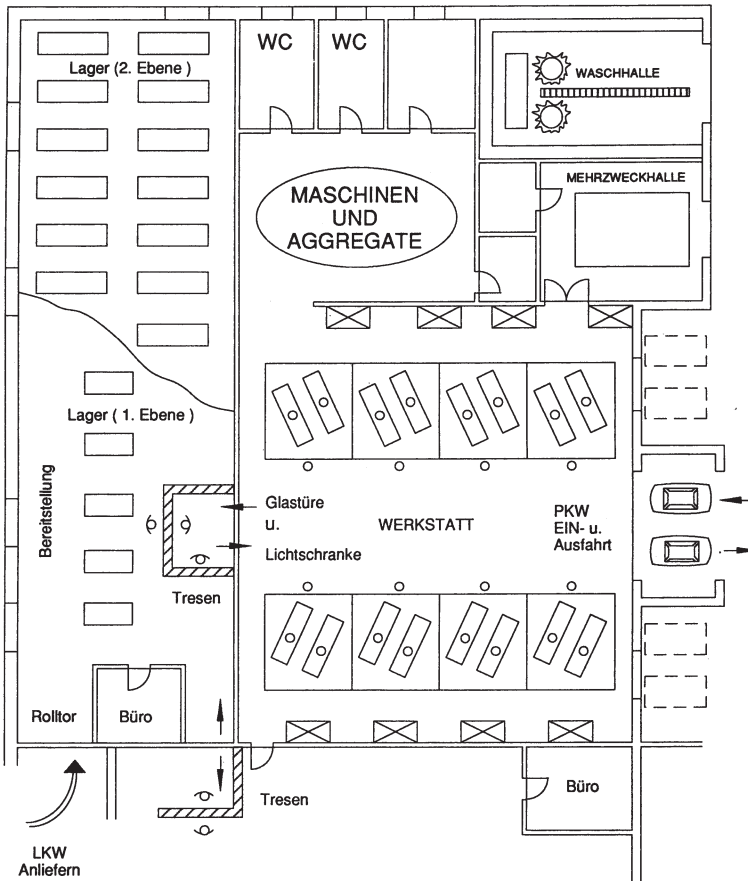 WC
WC
Lager (2. Ebene )
WASCHHALLE
MEHRZWECKHALLE
MASCHINEN
UND
AGGREGATE
Lager ( 1. Ebene )
Bereitstellung
Glastüre
u.
Lichtschranke
WERKSTATT
PKW
EIN- u.
Ausfahrt
Tresen
Rolltor
Büro
Tresen
Büro
LKW
Anliefern